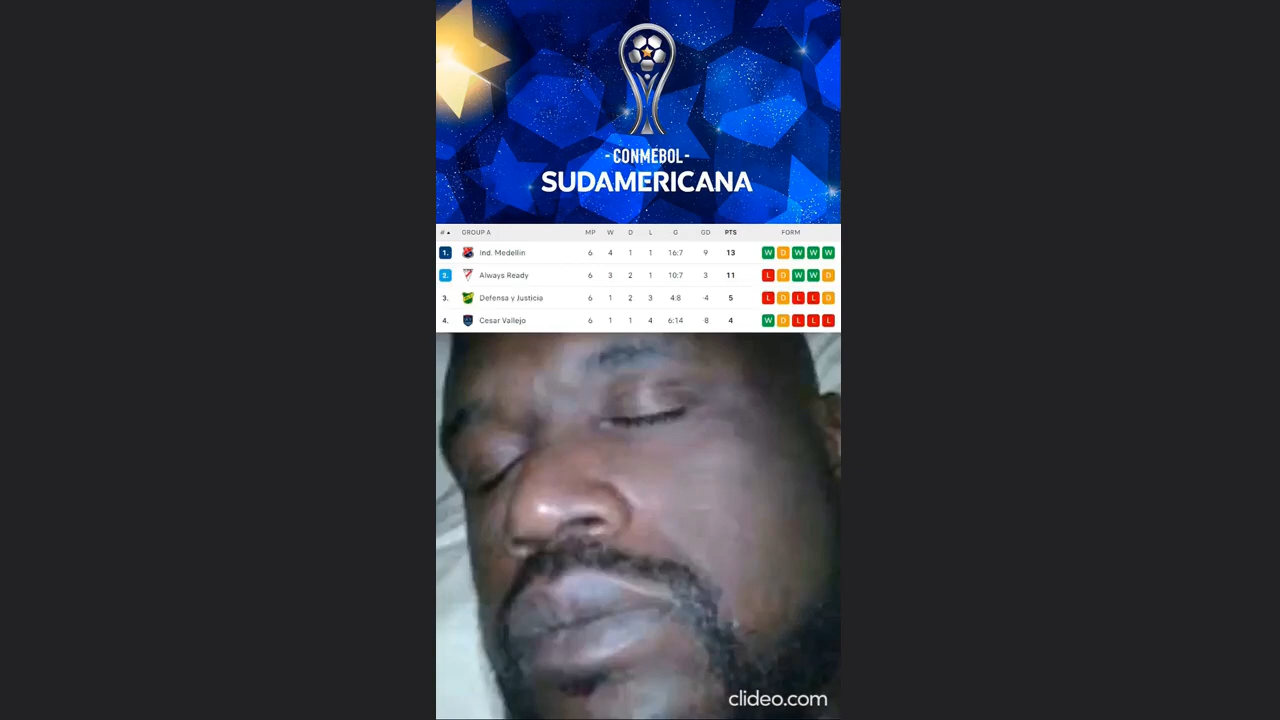 - CONMEBOL -
SUDAMERICANA
# GROUP A MP W D L G GD PTS FORM
1. Ind. Medellin 6 4 1 1 16:7 9 13 W D W W W
2. Always Ready 6 3 2 1 10:7 3 11 L D W W D
3. Defensa y Justicia 6 1 2 3 4:8 -4 5 L D L L D
4. Cesar Vallejo 6 1 1 4 6:14 -8 4 W D L L L
clideo.com